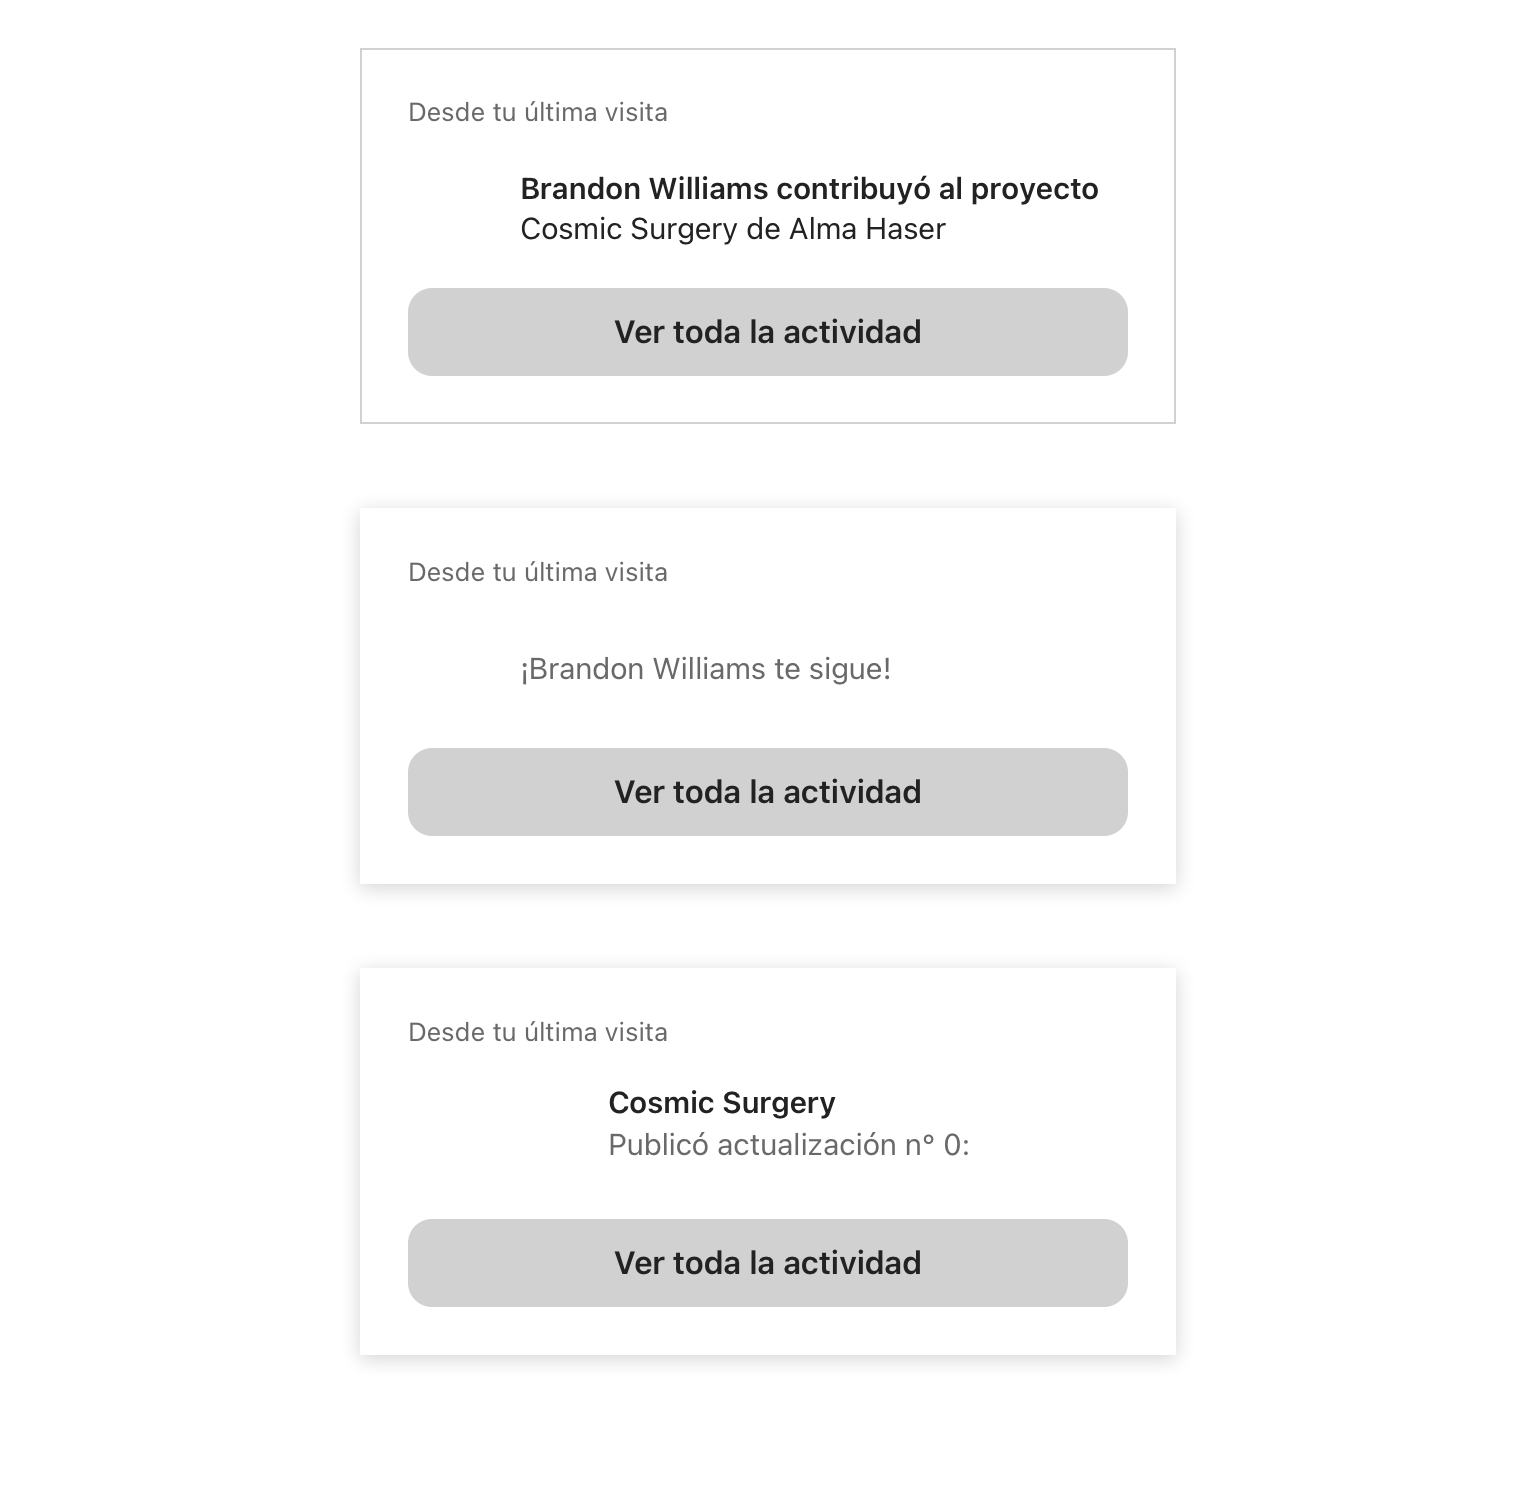 Desde tu última visita
Brandon Williams contribuyó al proyecto
Cosmic Surgery de Alma Haser
Ver toda la actividad
Desde tu última visita
¡Brandon Williams te sigue!
Ver toda la actividad
Desde tu última visita
Cosmic Surgery
Publicó actualización n° 0:
Ver toda la actividad